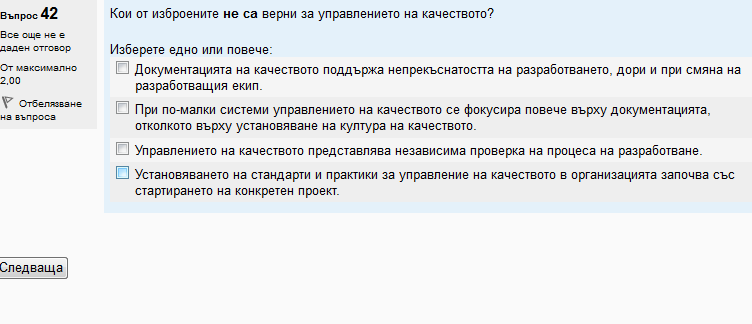 Въпрос 42
Все още не е
даден отговор
От максимално
2,00
Отбелязване
на въпроса
Кои от изброените не са верни за управлението на качеството?
Изберете едно или повече:
Документацията на качеството поддържа непрекъснатостта на разработването, дори и при смяна на
разработващия екип.
При по-малки системи управлението на качеството се фокусира повече върху документацията,
отколкото върху установяване на култура на качеството.
Управлението на качеството представлява независима проверка на процеса на разработване.
Установяването на стандарти и практики за управление на качеството в организацията започва със
стартирането на конкретен проект.
Следваща